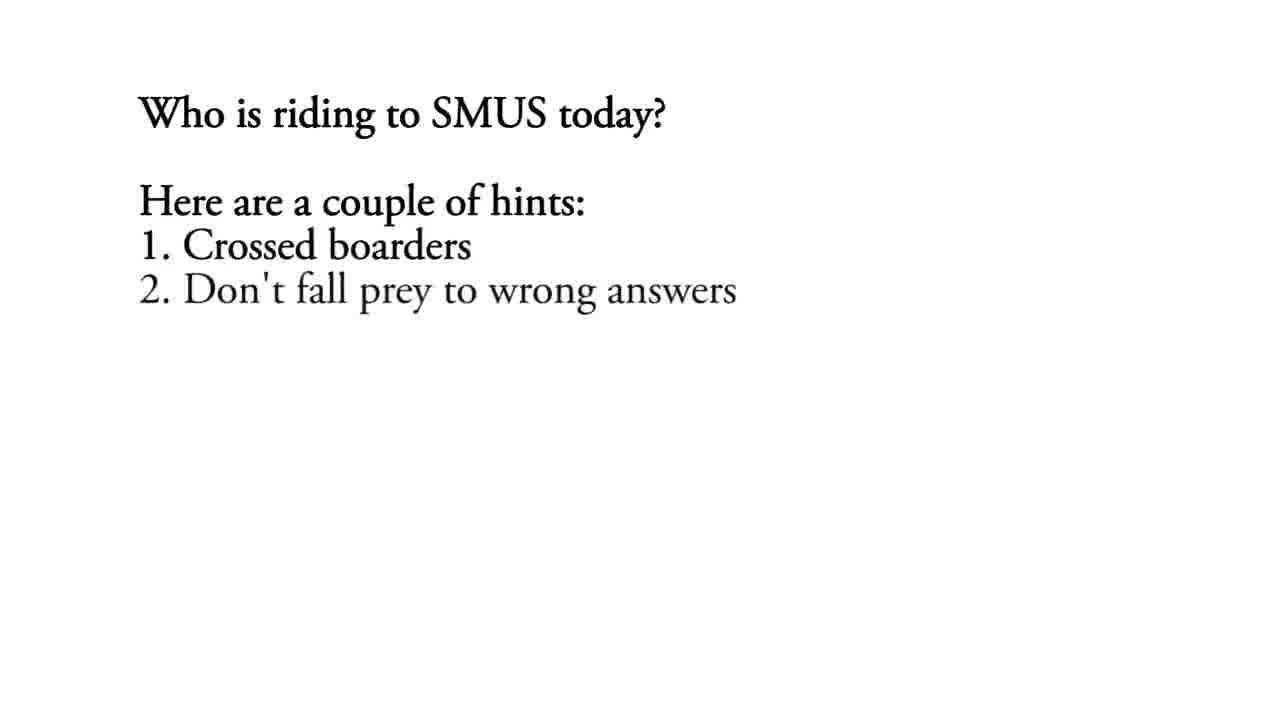 Who is riding to SMUS today?
Here are a couple of hints:
1. Crossed boarders
2. Don't fall prey to wrong answers